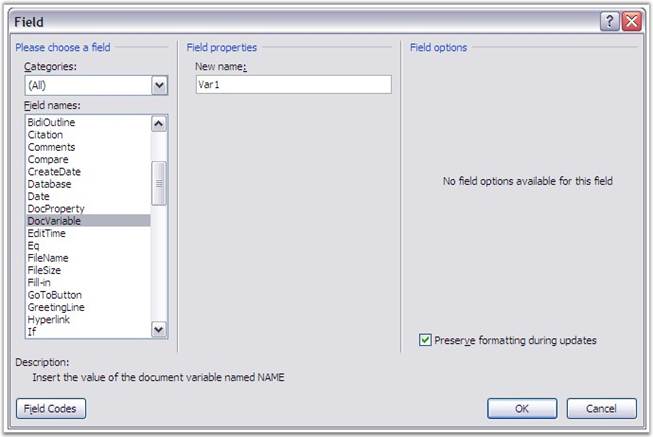 Field
Please choose a field
Categories:
(All)
Field names:
BidiOutline
Citation
Comments
Compare
CreateDate
Database
Date
DocProperty
DocVariable
EditTime
Eq
FileName
FileSize
Fill-in
GoToButton
GreetingLine
Hyperlink
If
Field properties
New name:
Var1
Field options
No field options available for this field
Preserve formatting during updates
Description:
Insert the value of the document variable named NAME
Field Codes
OK
Cancel